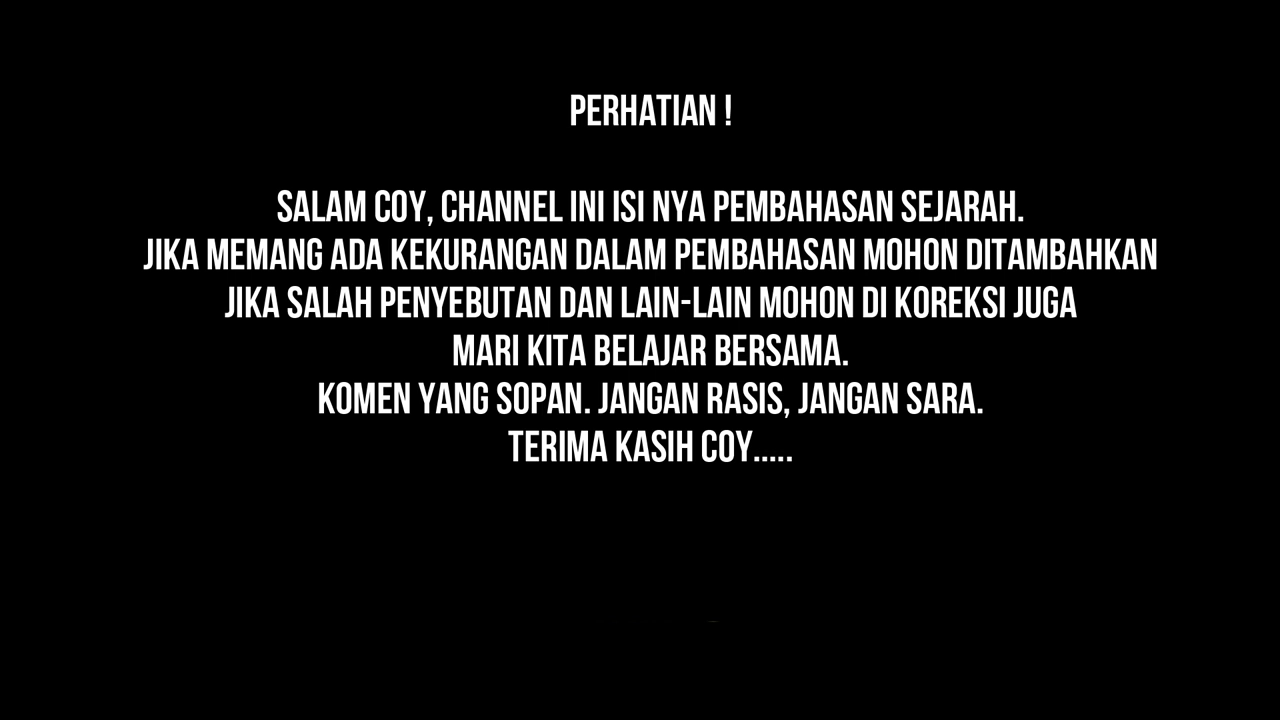 PERHATIAN !
SALAM COY, CHANNEL INI ISI NYA PEMBAHASAN SEJARAH.
JIKA MEMANG ADA KEKURANGAN DALAM PEMBAHASAN MOHON DITAMBAHKAN
JIKA SALAH PENYEBUTAN DAN LAIN-LAIN MOHON DI KOREKSI JUGA
MARI KITA BELAJAR BERSAMA.
KOMEN YANG SOPAN. JANGAN RASIS, JANGAN SARA.
TERIMA KASIH COY.....